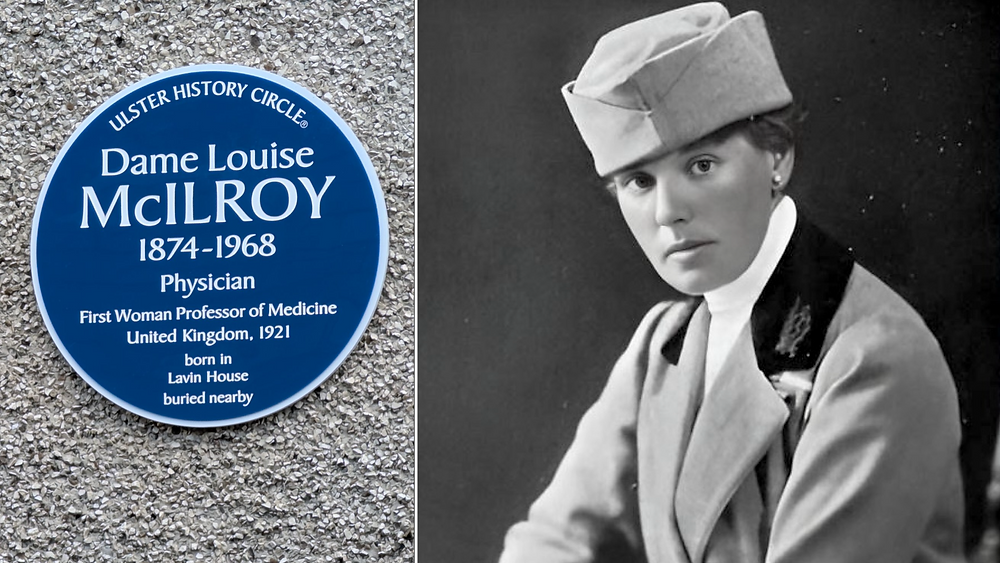 ULSTER HISTORY CIRCLE®
Dame Louise
McILROY
1874-1968
Physician
First Woman Professor of Medicine
United Kingdom, 1921
born in
Lavin House
buried nearby